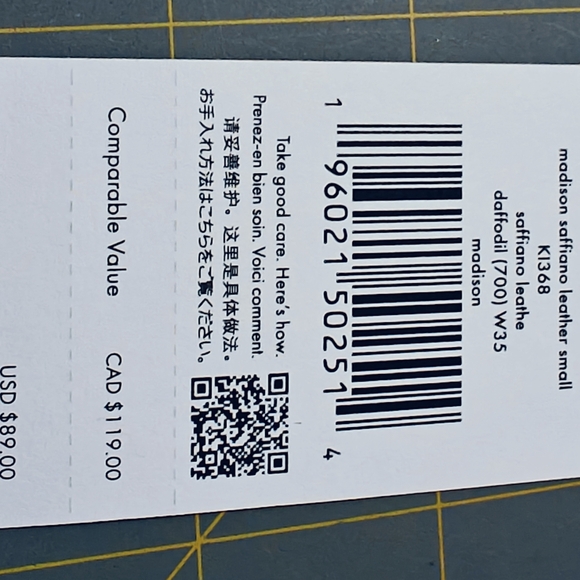 madison saffiano leather small
KI368
saffiano leathe
daffodil (700) W35
madison
1 96021 50251 4
Take good care. Here's how.
Prenez-en bien soin. Voici comment.
请妥善维护。这里是具体做法。
お手入れ方法はこちらをご覧ください。
Comparable Value CAD $119.00
USD $89.00